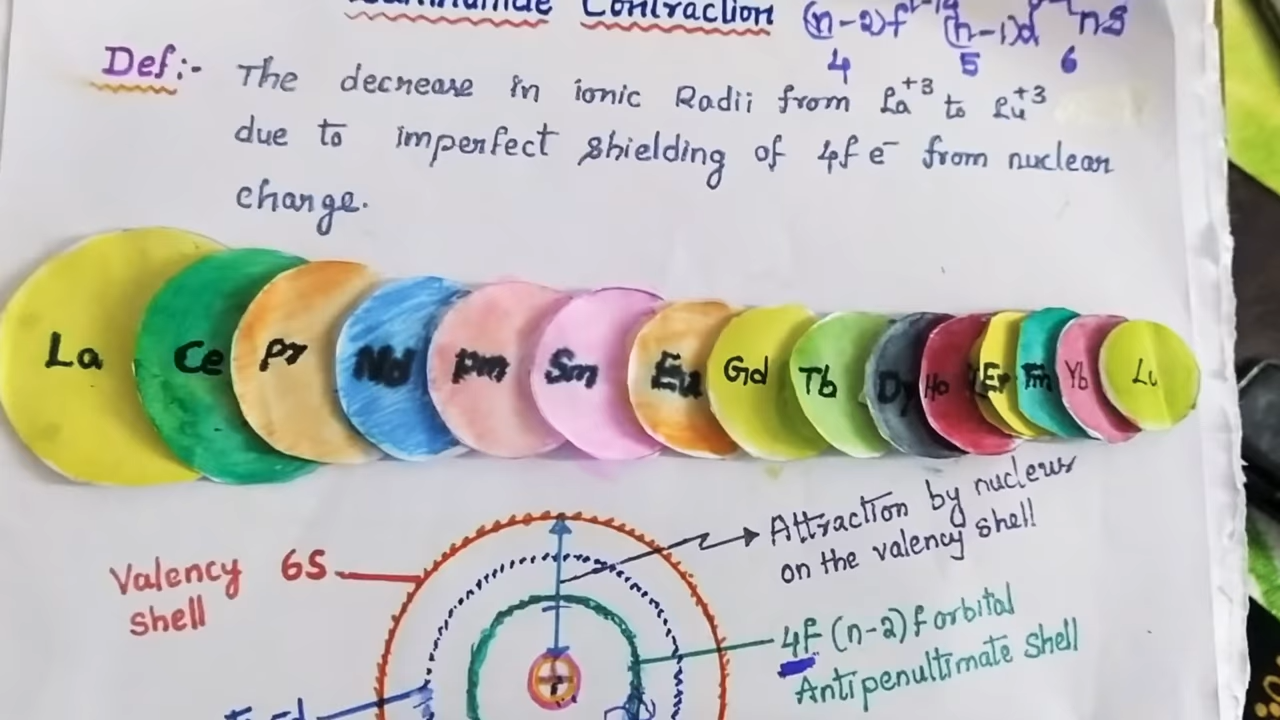 Contraction (n-2)f (n-1)d ns
4 5 6
Def:- The decrease in ionic Radii from La+3 to Lu+3
due to imperfect shielding of 4f e- from nuclear
change.
La Ce Pr Nd Pm Sm Eu Gd Tb Dy Ho Er Tm Yb Lu
Attraction by nucleus
on the valency shell
Valency 6S
shell
4f (n-2) f orbital
Antipenultimate shell